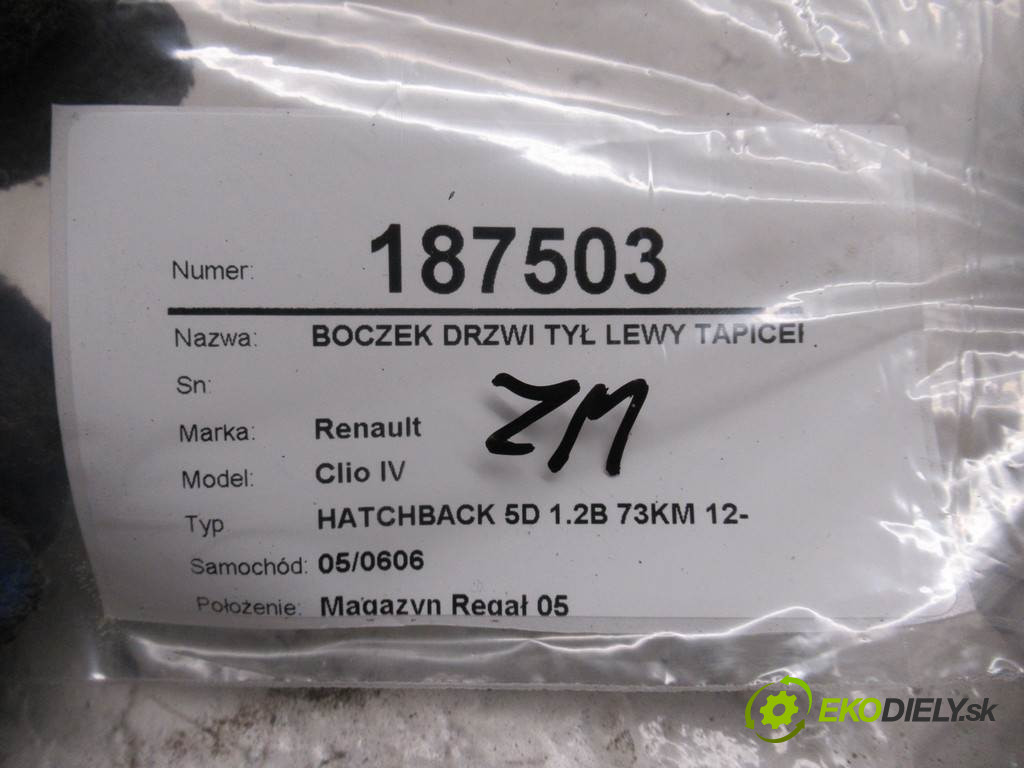 Numer: 187503
Nazwa: BOCZEK DRZWI TYŁ LEWY TAPICE
Sn:
ZM
Marka: Renault
Model: Clio IV
Typ HATCHBACK 5D 1.2B 73KM 12-
Samochód: 05/0606
Położenie: Magazyn Regał 05
EKODIELY.sk